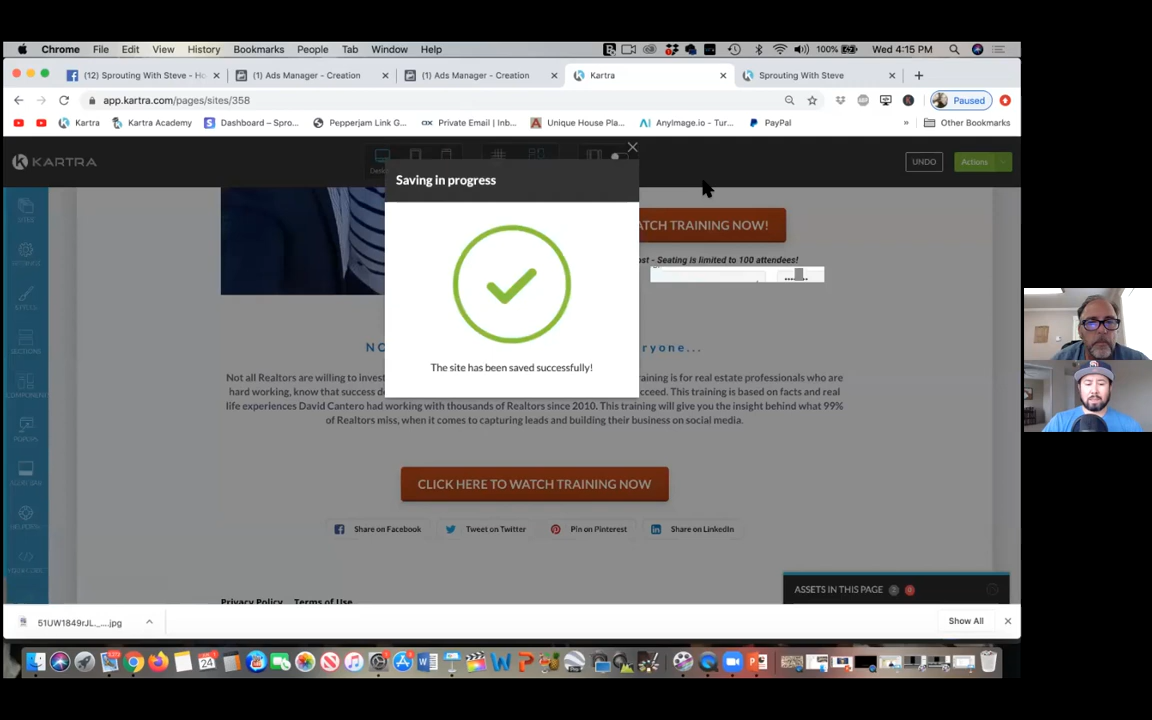 Chrome File Edit View History Bookmarks People Tab Window Help 100% Wed 4:15 PM
(12) Sprouting With Steve - Ho
(1) Ads Manager - Creation
(1) Ads Manager - Creation
Kartra
Sprouting With Steve
app.kartra.com/pages/sites/358
Paused
Kartra
Kartra Academy
Dashboard – Spro...
Pepperjam Link G...
Private Email | Inb...
Unique House Pla...
AnyImage.io - Tur...
PayPal
Other Bookmarks
KARTRA
UNDO
Actions
Saving in progress
The site has been saved successfully!
ATCH TRAINING NOW!
ost - Seating is limited to 100 attendees!
eryone...
Not all Realtors are willing to invest
raining is for real estate professionals who are
hard working, know that success d
cceed. This training is based on facts and real
life experiences David Cantero had working with thousands of Realtors since 2010. This training will give you the insight behind what 99%
of Realtors miss, when it comes to capturing leads and building their business on social media.
CLICK HERE TO WATCH TRAINING NOW
Share on Facebook
Tweet on Twitter
Pin on Pinterest
Share on LinkedIn
ASSETS IN THIS PAGE
Privacy Policy Terms of Use
51UW1849rJL._....jpg
Show All